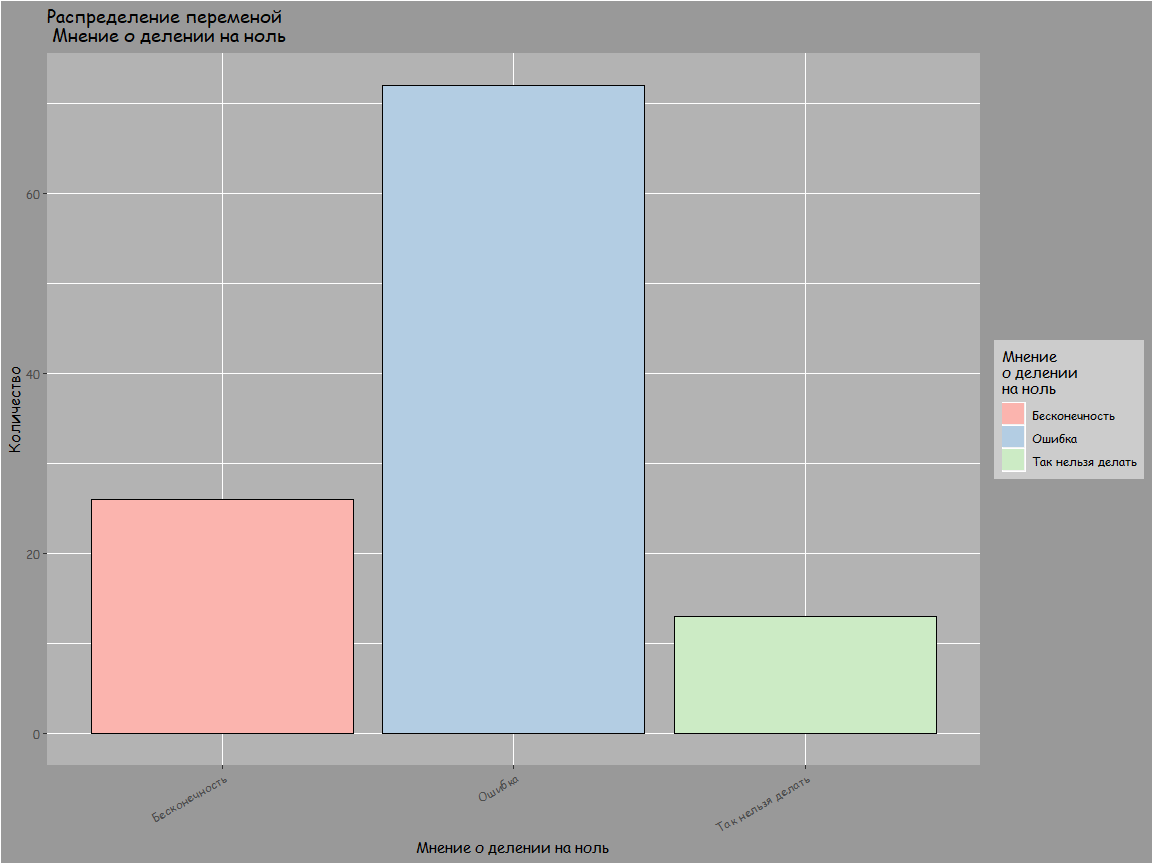 Распределение переменой
Мнение о делении на ноль
Количество
60
40
20
0
Бесконечность
Ошибка
Так нельзя делать
Мнение о делении на ноль
Мнение
о делении
на ноль
Бесконечность
Ошибка
Так нельзя делать